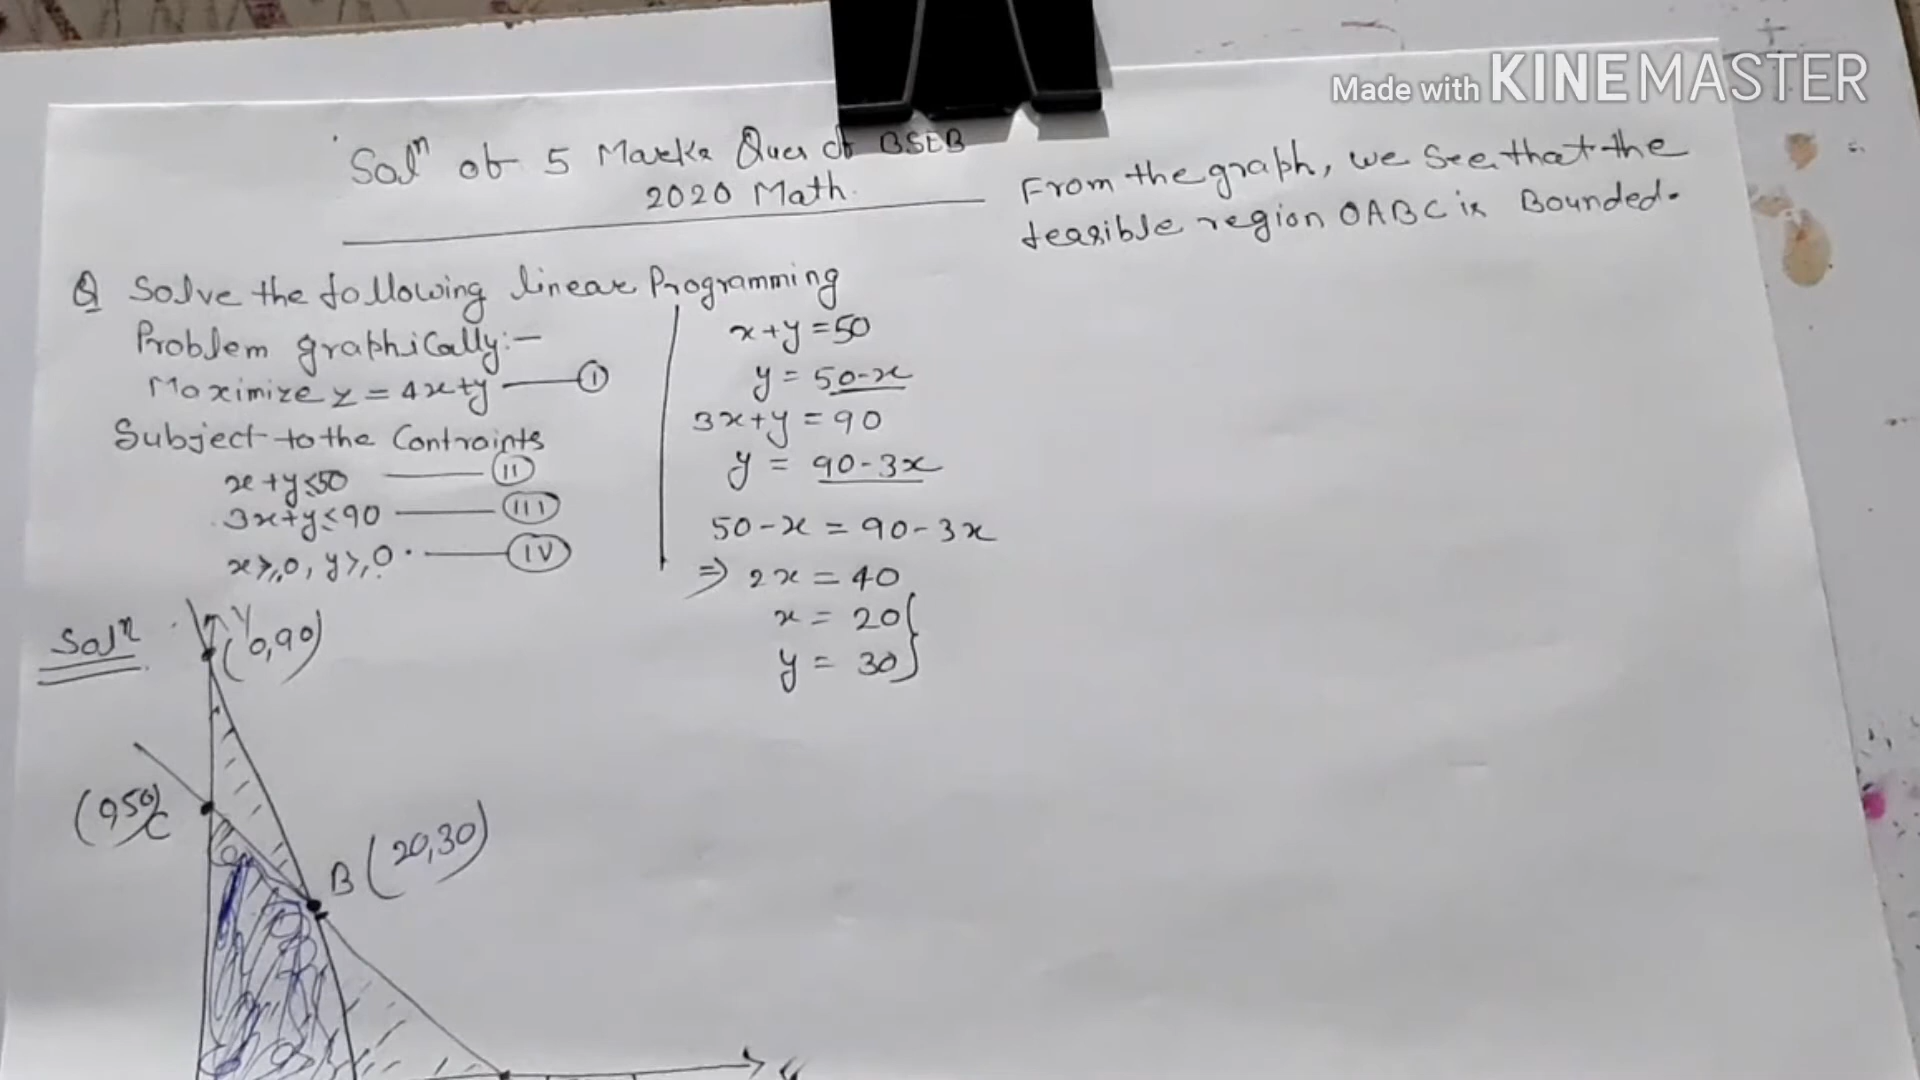 Made with KINEMASTER
Solⁿ of 5 Marks Ques of BSEB
2020 Math.
Q Solve the following linear Programming
Problem graphically:-
Maximize z = 4x+y —— I
Subject to the Contraints
x+y≤50 —— II
3x+y≤90 —— III
x≥0, y≥0. —— IV
x+y=50
y = 50-x
3x+y = 90
y = 90-3x
50-x = 90-3x
⇒ 2x = 40
x = 20 }
y = 30 }
From the graph, we see that the
feasible region OABC is Bounded.
Solⁿ
Y
(0,90)
(0,50) C
B (20,30)